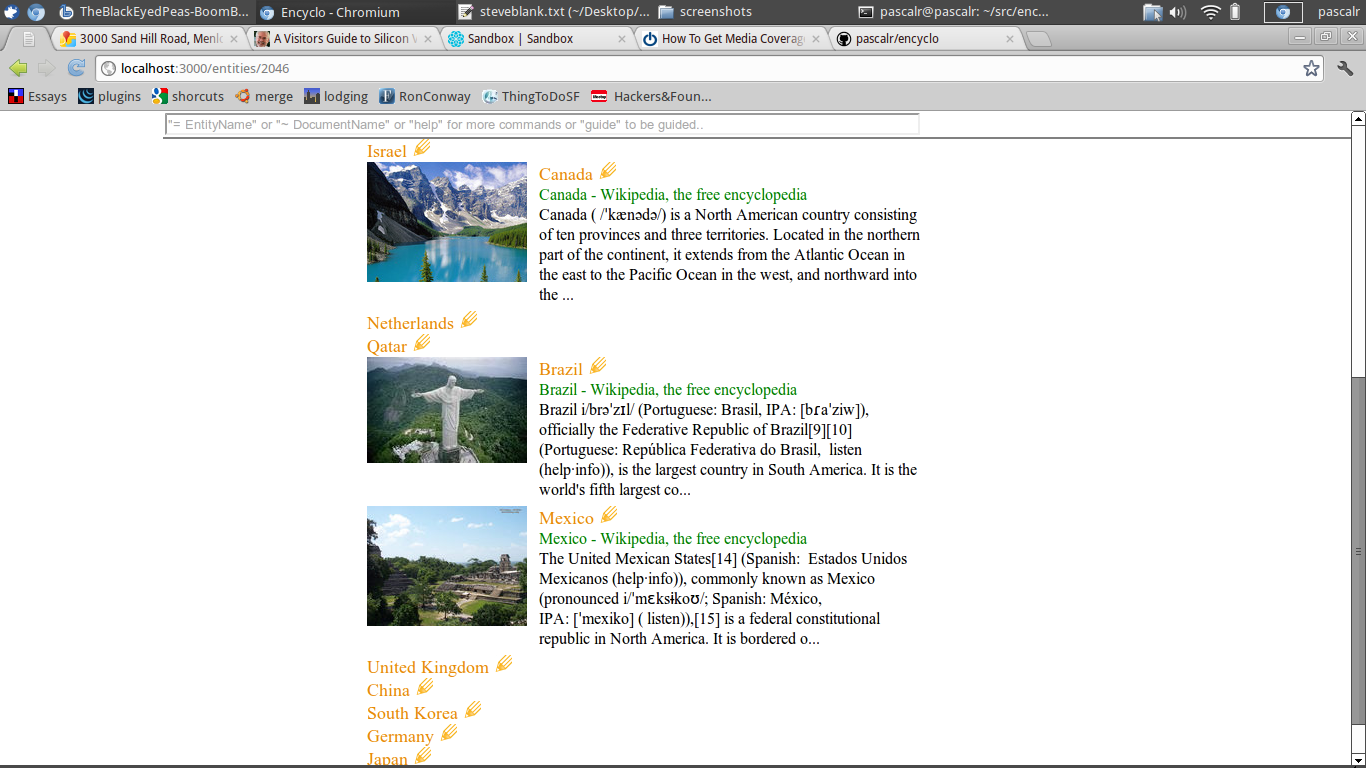 TheBlackEyedPeas-BoomB...
Encyclo - Chromium
steveblank.txt (~/Desktop/...
screenshots
pascalr@pascalr: ~/src/enc...
pascalr
3000 Sand Hill Road, Menlo
A Visitors Guide to Silicon V
Sandbox | Sandbox
How To Get Media Coverage
pascalr/encyclo
localhost:3000/entities/2046
Essays
plugins
shorcuts
merge
lodging
RonConway
ThingToDoSF
Hackers&Foun...
"= EntityName" or "~ DocumentName" or "help" for more commands or "guide" to be guided..
Israel
Canada
Canada - Wikipedia, the free encyclopedia
Canada ( /ˈkænədə/) is a North American country consisting
of ten provinces and three territories. Located in the northern
part of the continent, it extends from the Atlantic Ocean in
the east to the Pacific Ocean in the west, and northward into
the ...
Netherlands
Qatar
Brazil
Brazil - Wikipedia, the free encyclopedia
Brazil i/brəˈzɪl/ (Portuguese: Brasil, IPA: [bɾaˈziw]),
officially the Federative Republic of Brazil[9][10]
(Portuguese: República Federativa do Brasil,  listen
(help·info)), is the largest country in South America. It is the
world's fifth largest co...
Mexico
Mexico - Wikipedia, the free encyclopedia
The United Mexican States[14] (Spanish:  Estados Unidos
Mexicanos (help·info)), commonly known as Mexico
(pronounced i/ˈmɛksɨkoʊ/; Spanish: México,
IPA: [ˈmexiko] ( listen)),[15] is a federal constitutional
republic in North America. It is bordered o...
United Kingdom
China
South Korea
Germany
Japan